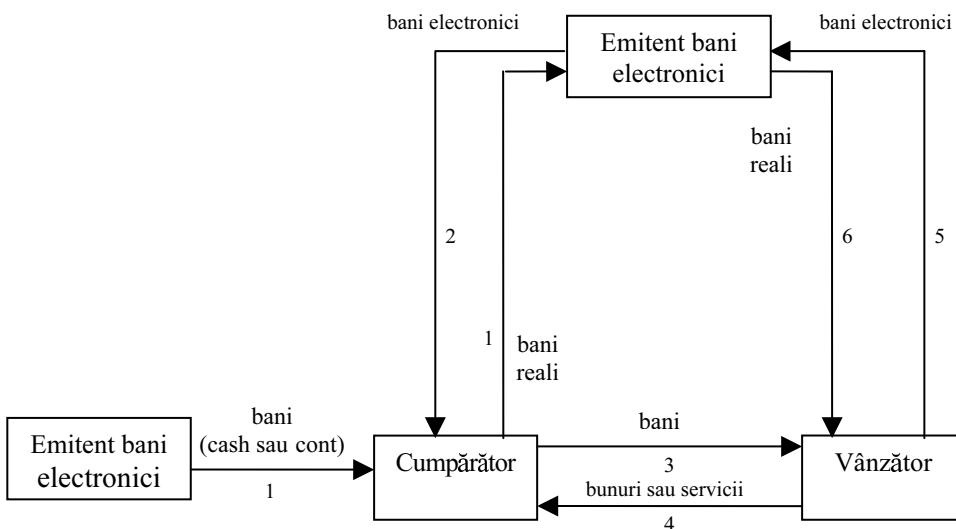 bani electronici
Emitent bani
electronici
bani electronici
bani
reali
2
6
5
1
bani
reali
Emitent bani
electronici
bani
(cash sau cont)
1
Cumpărător
bani
3
bunuri sau servicii
4
Vânzător